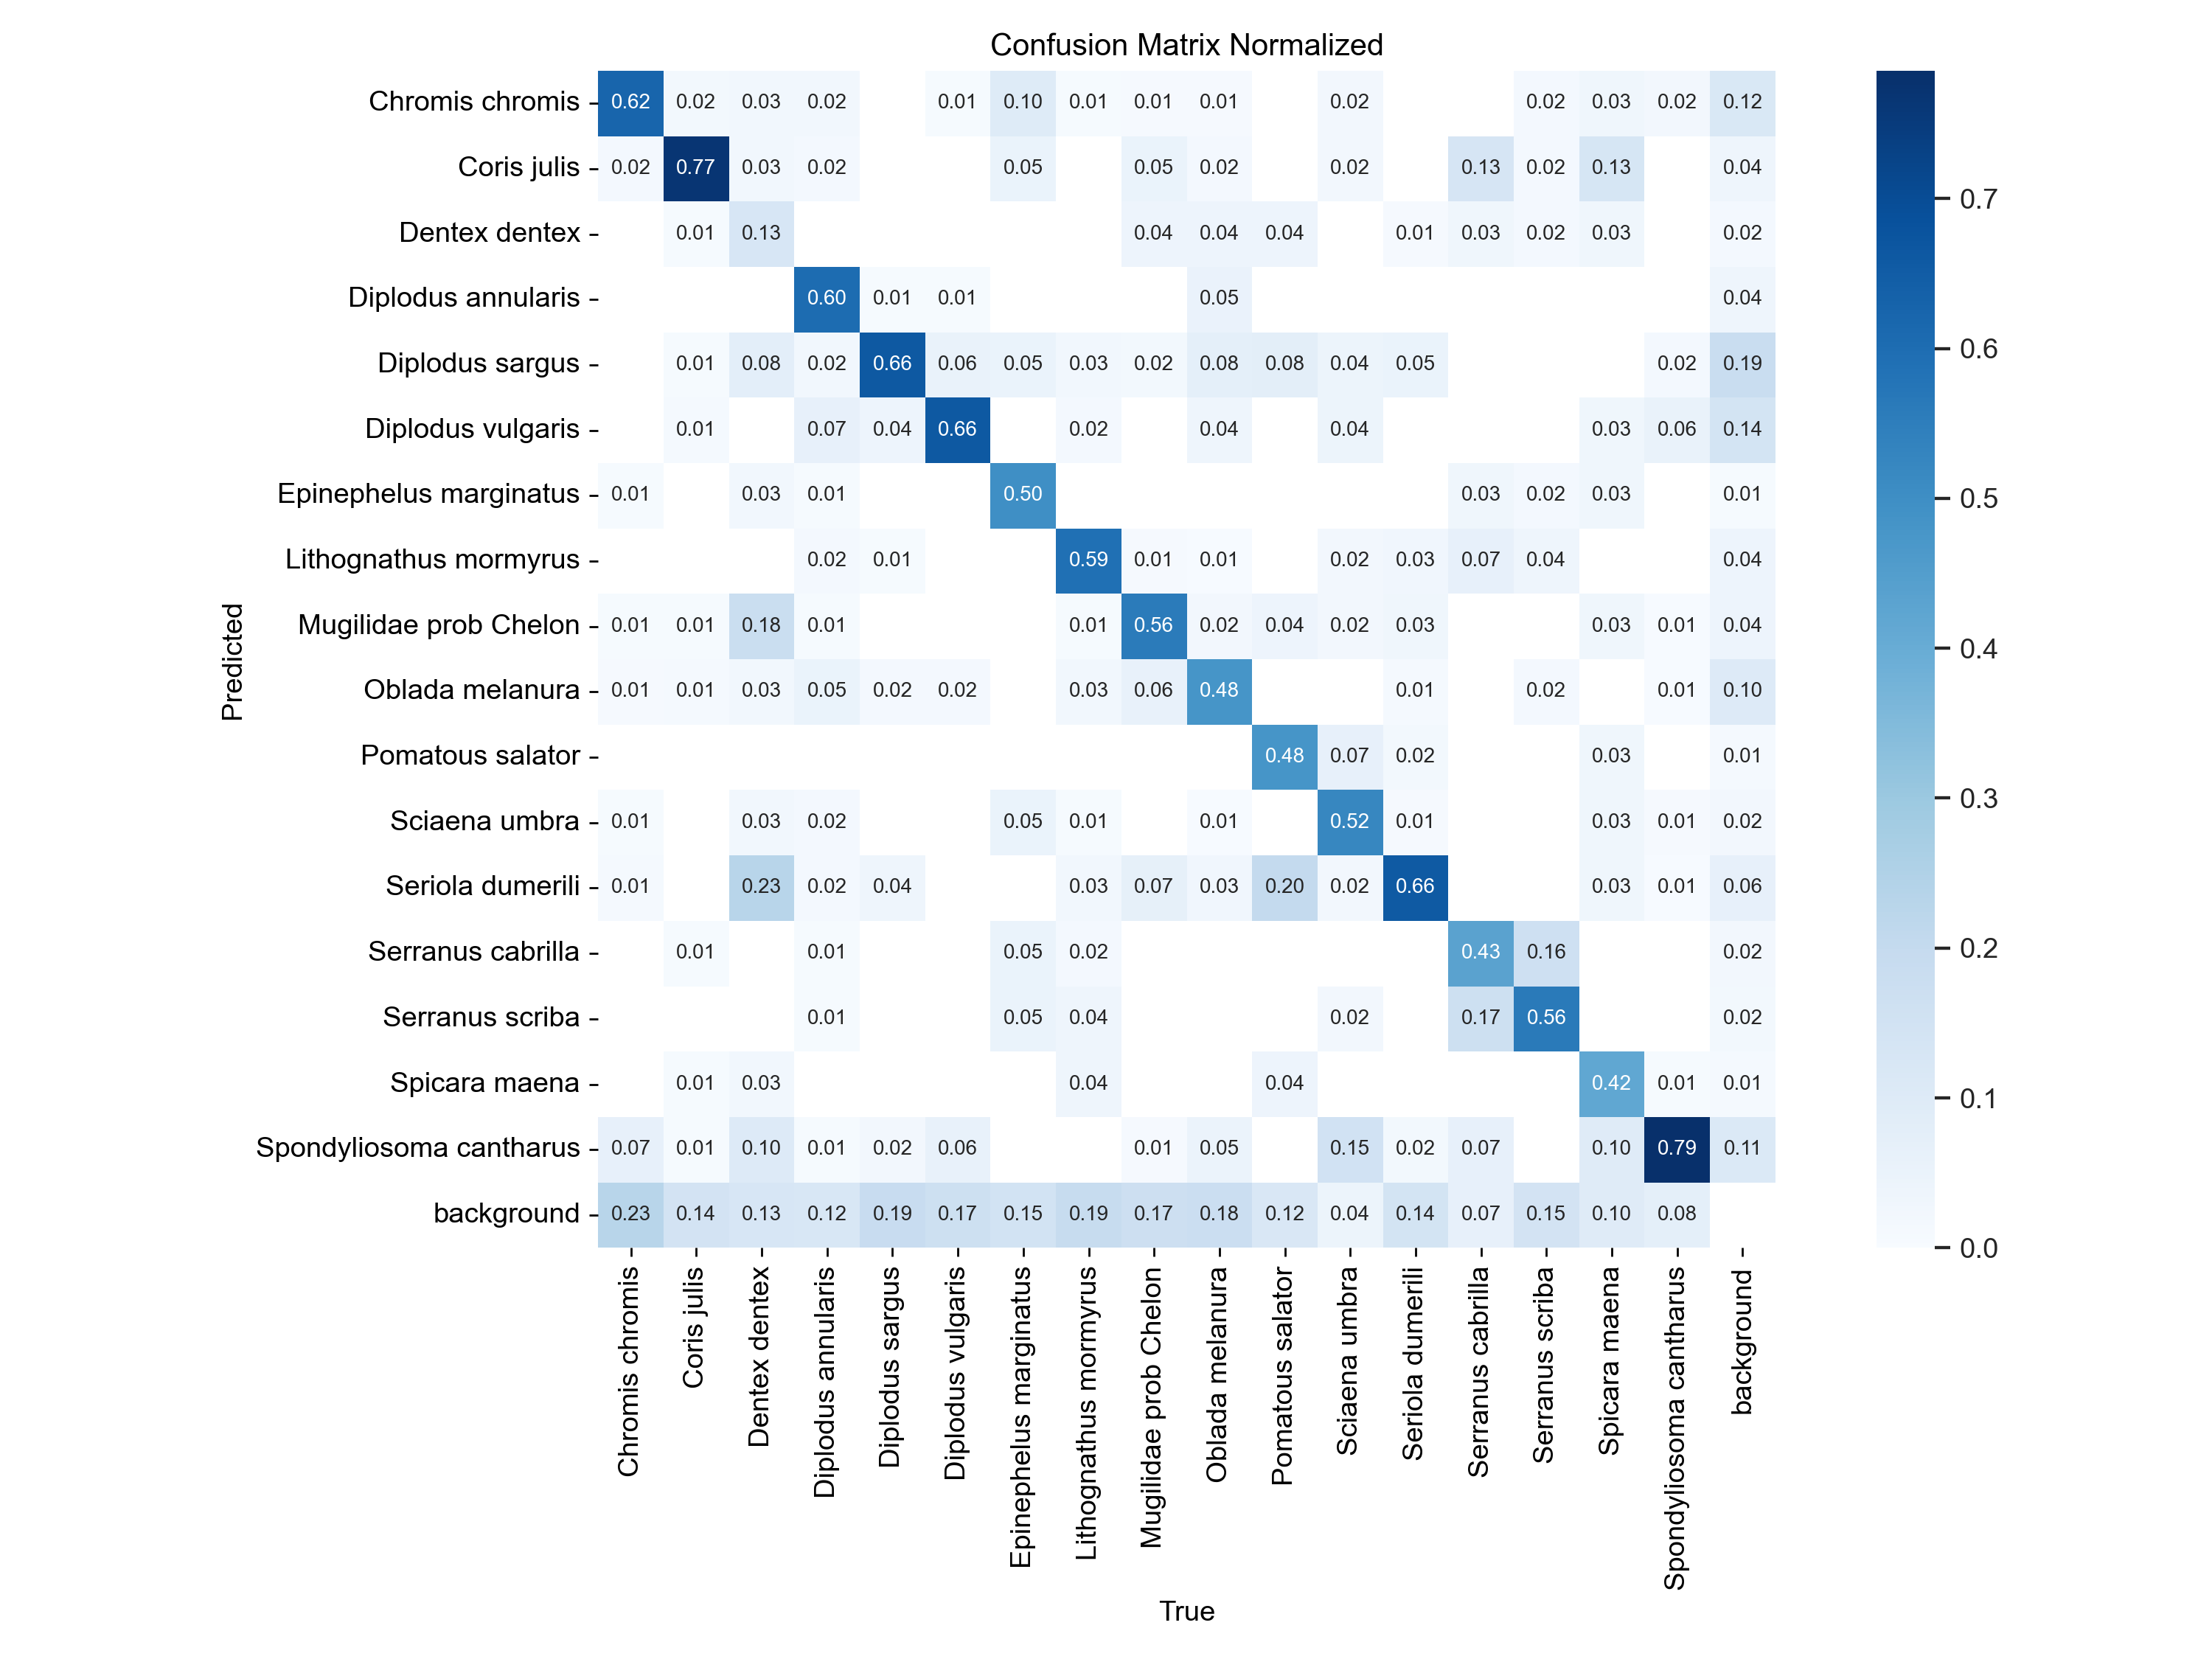 Confusion Matrix Normalized
Chromis chromis 0.62 0.02 0.03 0.02 0.01 0.10 0.01 0.01 0.01 0.02 0.02 0.03 0.02 0.12
Coris julis 0.02 0.77 0.03 0.02 0.05 0.05 0.02 0.02 0.13 0.02 0.13 0.04
Dentex dentex 0.01 0.13 0.04 0.04 0.04 0.01 0.03 0.02 0.03 0.02
Diplodus annularis 0.60 0.01 0.01 0.05 0.04
Diplodus sargus 0.01 0.08 0.02 0.66 0.06 0.05 0.03 0.02 0.08 0.08 0.04 0.05 0.02 0.19
Diplodus vulgaris 0.01 0.07 0.04 0.66 0.02 0.04 0.04 0.03 0.06 0.14
Epinephelus marginatus 0.01 0.03 0.01 0.50 0.03 0.02 0.03 0.01
Lithognathus mormyrus 0.02 0.01 0.59 0.01 0.01 0.02 0.03 0.07 0.04 0.04
Mugilidae prob Chelon 0.01 0.01 0.18 0.01 0.01 0.56 0.02 0.04 0.02 0.03 0.03 0.01 0.04
Oblada melanura 0.01 0.01 0.03 0.05 0.02 0.02 0.03 0.06 0.48 0.01 0.02 0.01 0.10
Pomatous salator 0.48 0.07 0.02 0.03 0.01
Sciaena umbra 0.01 0.03 0.02 0.05 0.01 0.01 0.52 0.01 0.03 0.01 0.02
Seriola dumerili 0.01 0.23 0.02 0.04 0.03 0.07 0.03 0.20 0.02 0.66 0.03 0.01 0.06
Serranus cabrilla 0.01 0.01 0.05 0.02 0.43 0.16 0.02
Serranus scriba 0.01 0.05 0.04 0.02 0.17 0.56 0.02
Spicara maena 0.01 0.03 0.04 0.04 0.42 0.01 0.01
Spondyliosoma cantharus 0.07 0.01 0.10 0.01 0.02 0.06 0.01 0.05 0.15 0.02 0.07 0.10 0.79 0.11
background 0.23 0.14 0.13 0.12 0.19 0.17 0.15 0.19 0.17 0.18 0.12 0.04 0.14 0.07 0.15 0.10 0.08
Predicted
Chromis chromis
Coris julis
Dentex dentex
Diplodus annularis
Diplodus sargus
Diplodus vulgaris
Epinephelus marginatus
Lithognathus mormyrus
Mugilidae prob Chelon
Oblada melanura
Pomatous salator
Sciaena umbra
Seriola dumerili
Serranus cabrilla
Serranus scriba
Spicara maena
Spondyliosoma cantharus
background
True
0.7
0.6
0.5
0.4
0.3
0.2
0.1
0.0